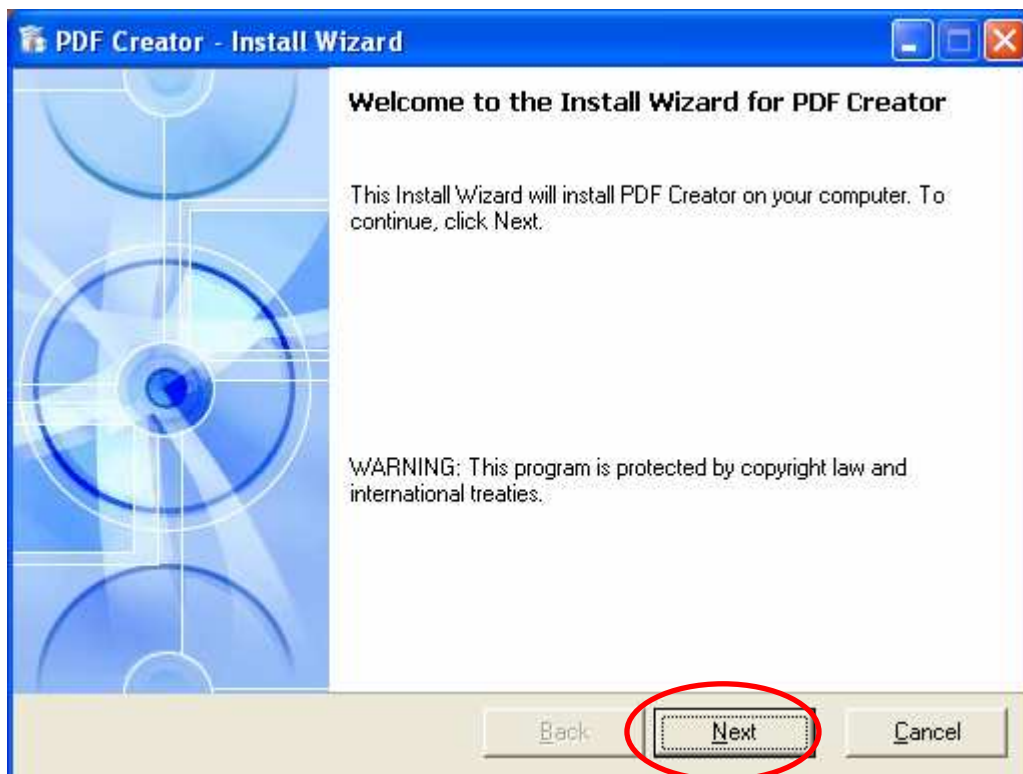 PDF Creator - Install Wizard
Welcome to the Install Wizard for PDF Creator
This Install Wizard will install PDF Creator on your computer. To
continue, click Next.
WARNING: This program is protected by copyright law and
international treaties.
Back Next Cancel